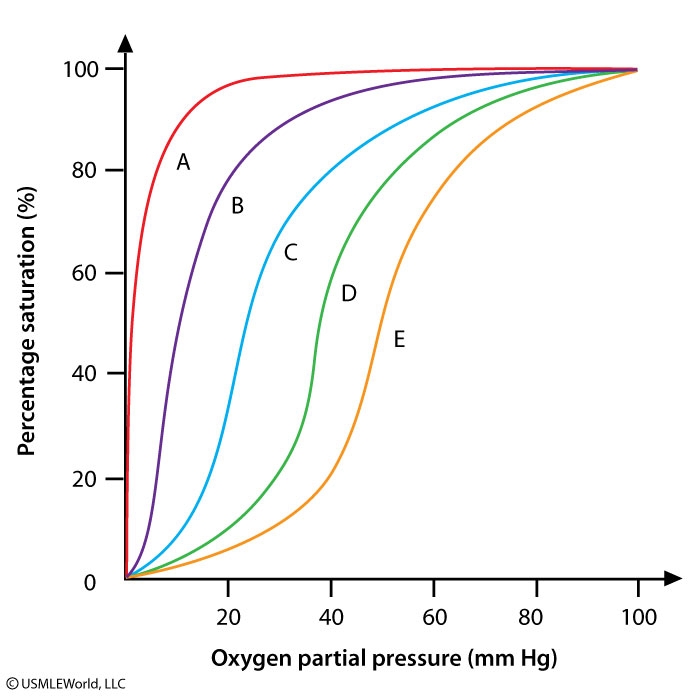 100
80
60
40
20
0
A
B
C
D
E
20 40 60 80 100
Percentage saturation (%)
Oxygen partial pressure (mm Hg)
© USMLEWorld, LLC